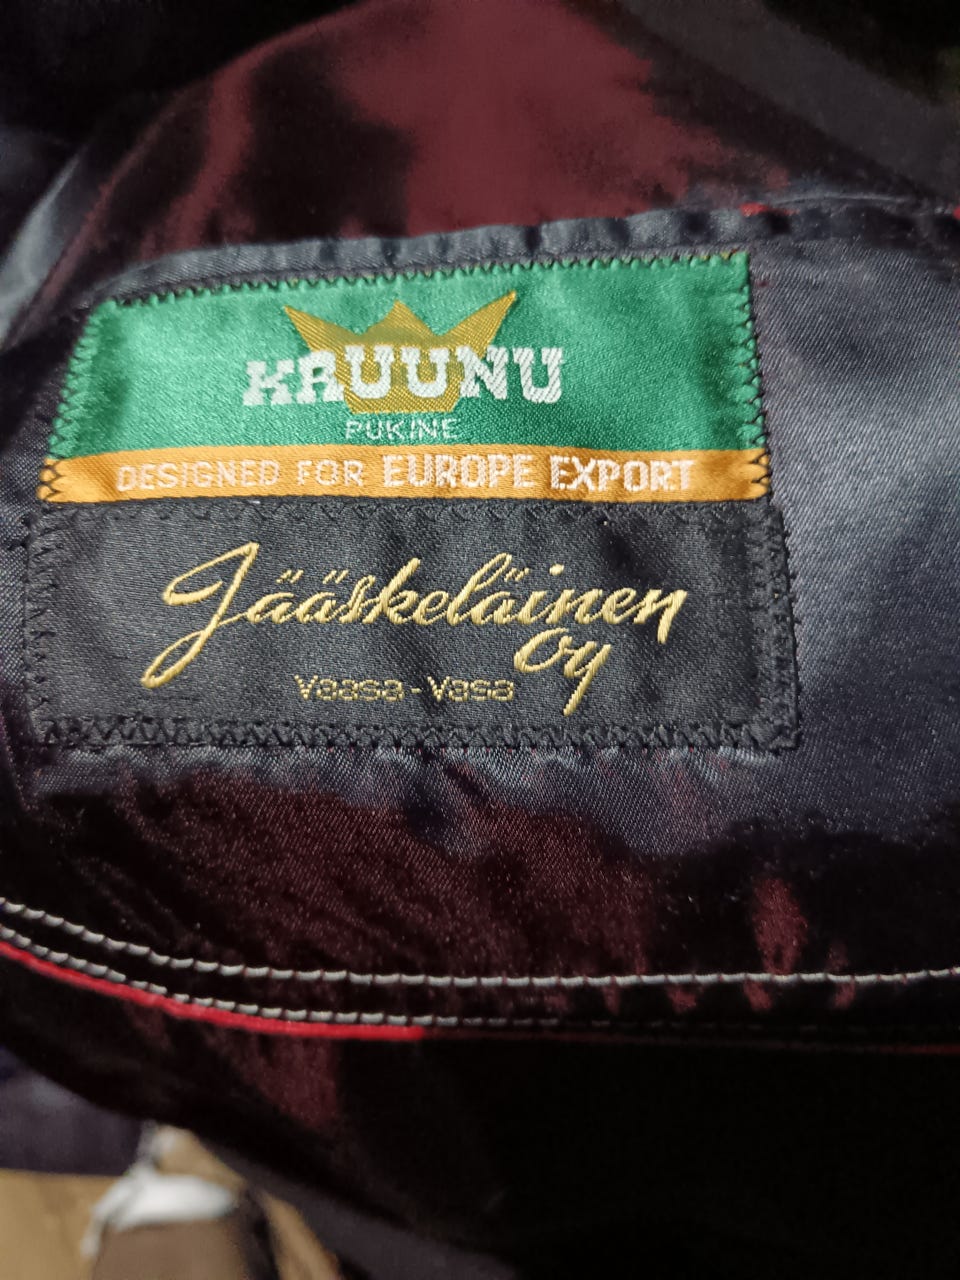 KRUUNU
PUKINE
DESIGNED FOR EUROPE EXPORT
Jääskeläinen
Oy
Vaasa - Vasa